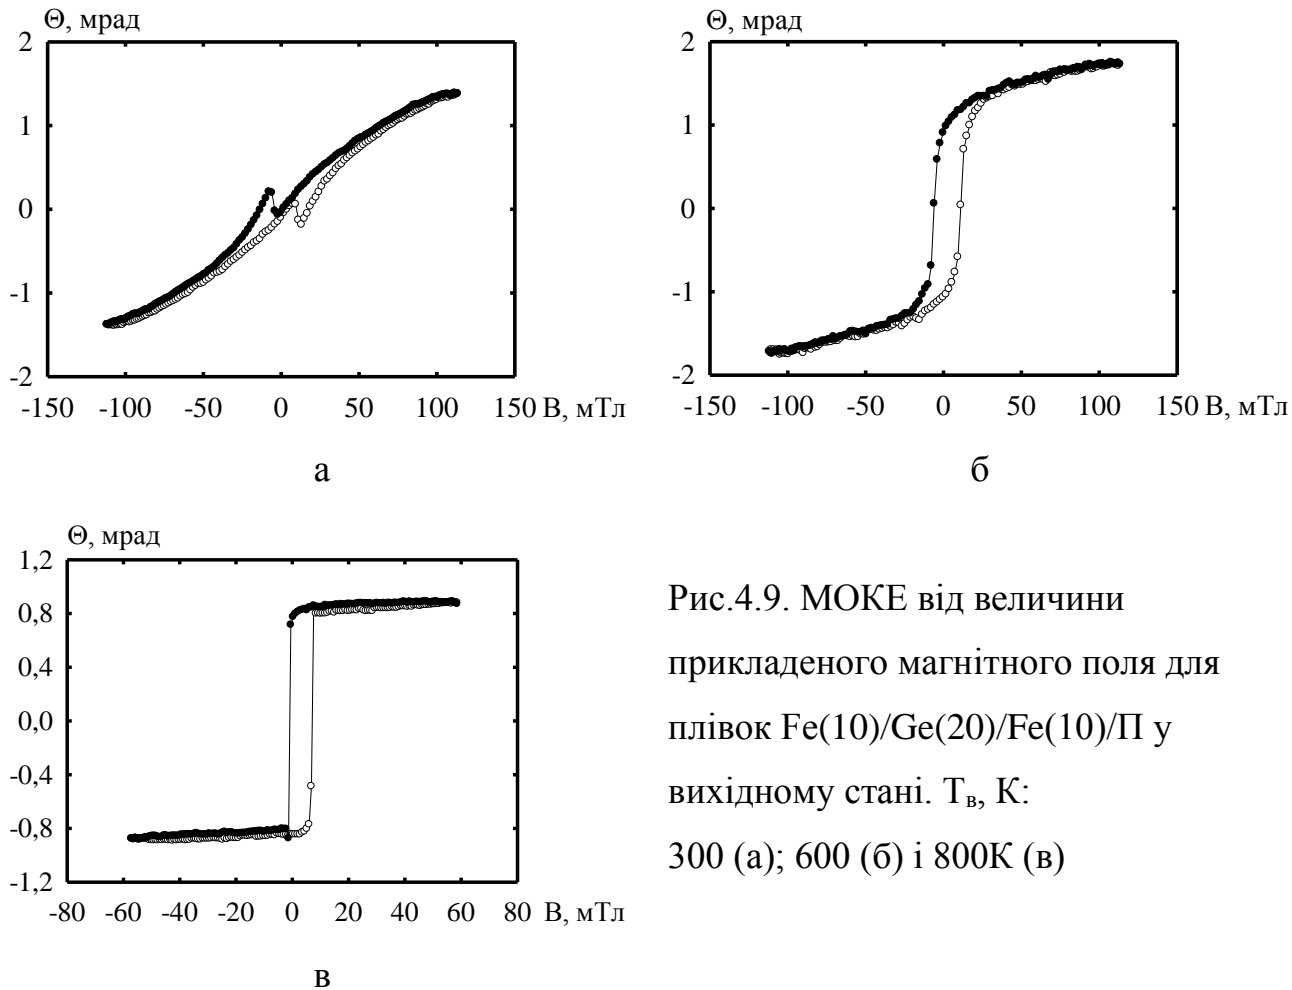 Θ, мрад
2
1
0
-1
-2
-150 -100 -50 0 50 100 150 В, мТл
а
Θ, мрад
2
1
0
-1
-2
-150 -100 -50 0 50 100 150 В, мТл
б
Θ, мрад
1,2
0,8
0,4
0,0
-0,4
-0,8
-1,2
-80 -60 -40 -20 0 20 40 60 80 В, мТл
в
Рис.4.9. МОКЕ від величини
прикладеного магнітного поля для
плівок Fe(10)/Ge(20)/Fe(10)/П у
вихідному стані. Тв, К:
300 (а); 600 (б) і 800К (в)